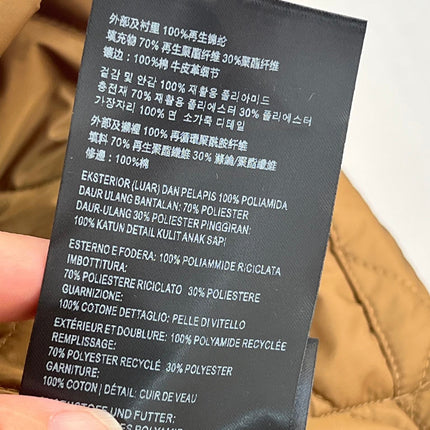 外部及衬里 100%再生錦纶
填充物 70% 再生聚酯纤维 30%聚酯纤维
镶边: 100%棉 牛皮革细节
겉감 및 안감 100% 재활용 폴리아미드
충전재 70% 재활용 폴리에스터 30% 폴리에스터
가장자리 100% 면 소가죽 디테일
外部及襯裡 100% 再循環聚酰胺纖維
填料 70% 再生聚酯纖維 30% 滌綸/聚酯纖維
修邊: 100%棉
EKSTERIOR (LUAR) DAN PELAPIS 100% POLIAMIDA
DAUR ULANG BANTALAN: 70% POLIESTER
DAUR-ULANG 30% POLIESTER PINGGIRAN:
100% KATUN DETAIL KULIT ANAK SAPI
ESTERNO E FODERA: 100% POLIAMMIDE RICICLATA
IMBOTTITURA:
70% POLIESTERE RICICLATO 30% POLIESTERE
GUARNIZIONE:
100% COTONE DETTAGLIO: PELLE DI VITELLO
EXTÉRIEUR ET DOUBLURE: 100% POLYAMIDE RECYCLÉE
REMPLISSAGE:
70% POLYESTER RECYCLÉ 30% POLYESTER
GARNITURE:
100% COTON | DÉTAIL: CUIR DE VEAU
UND FUTTER: